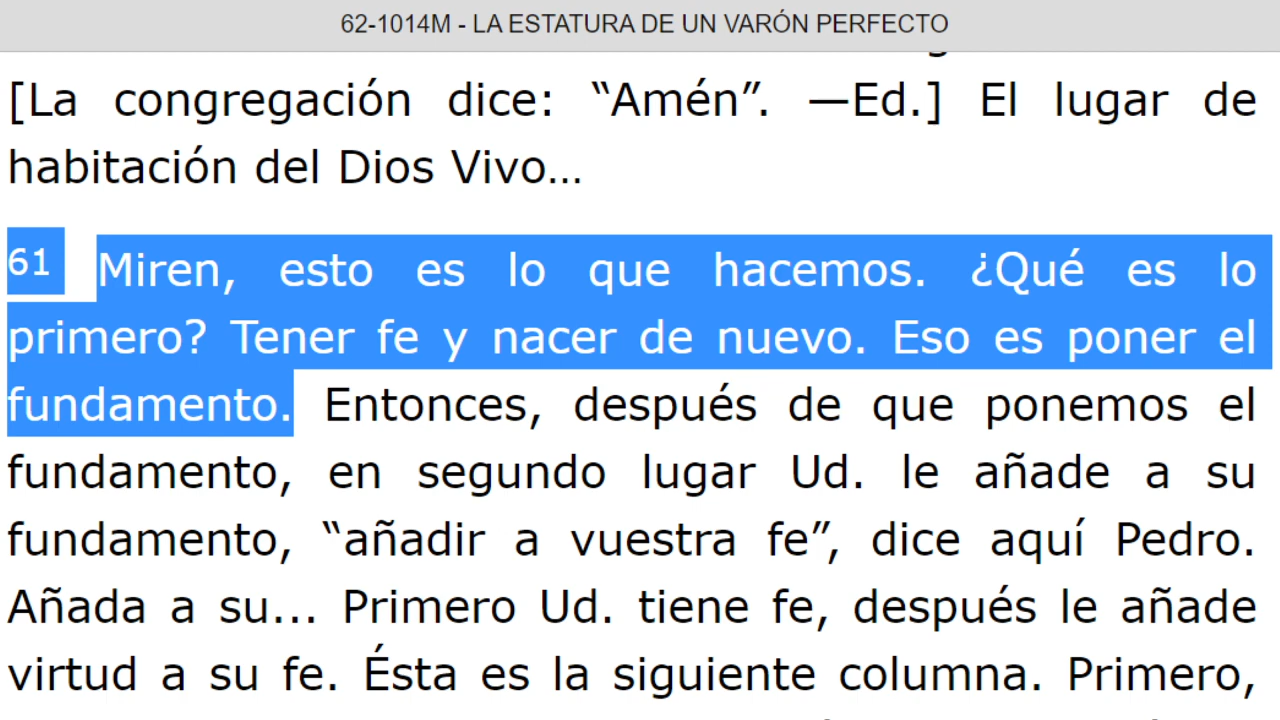 62-1014M - LA ESTATURA DE UN VARÓN PERFECTO
[La congregación dice: “Amén”. —Ed.] El lugar de
habitación del Dios Vivo…
61 Miren, esto es lo que hacemos. ¿Qué es lo
primero? Tener fe y nacer de nuevo. Eso es poner el
fundamento. Entonces, después de que ponemos el
fundamento, en segundo lugar Ud. le añade a su
fundamento, “añadir a vuestra fe”, dice aquí Pedro.
Añada a su... Primero Ud. tiene fe, después le añade
virtud a su fe. Ésta es la siguiente columna. Primero,